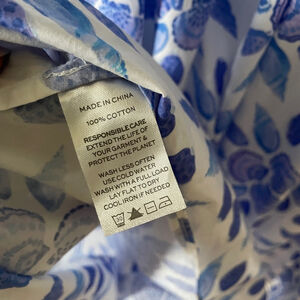 MADE IN CHINA
100% COTTON
RESPONSIBLE CARE
EXTEND THE LIFE OF
YOUR GARMENT &
PROTECT THE PLANET
WASH LESS OFTEN
USE COLD WATER
WASH WITH A FULL LOAD
LAY FLAT TO DRY
COOL IRON IF NEEDED